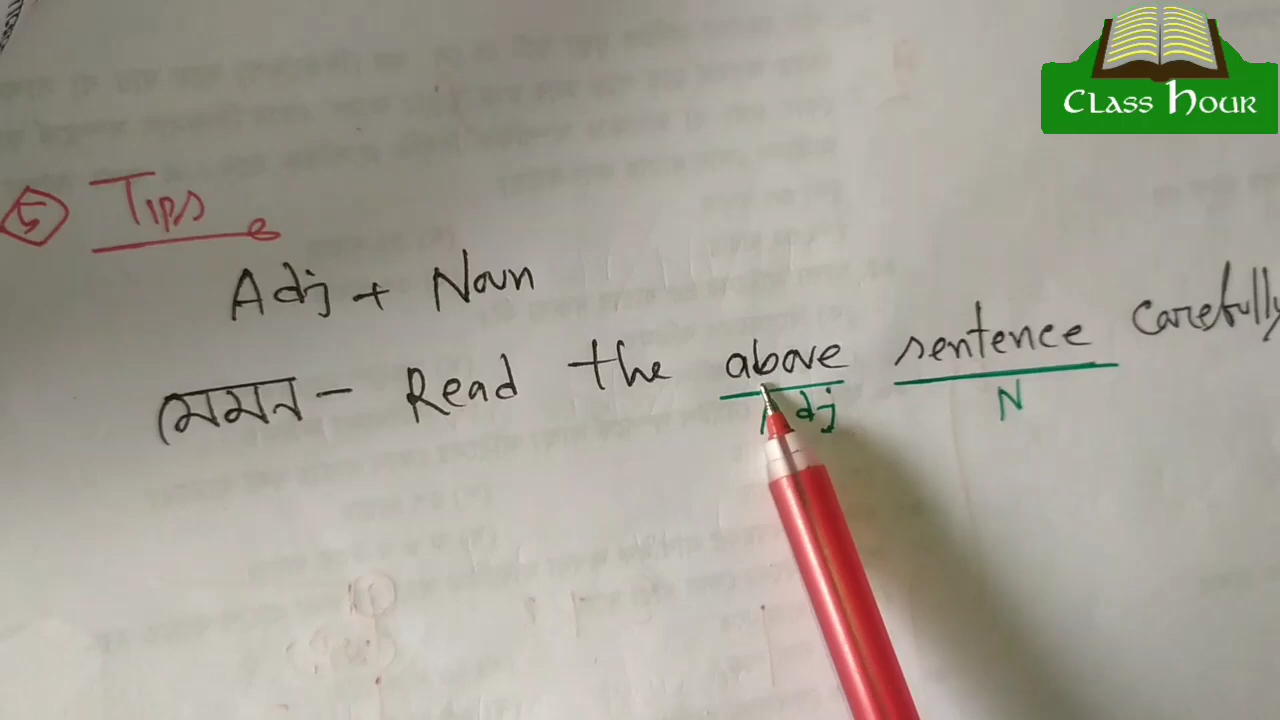 CLASS HOUR
5 Tips
Adj + Noun
যেমন - Read the above sentence carefully
Adj N